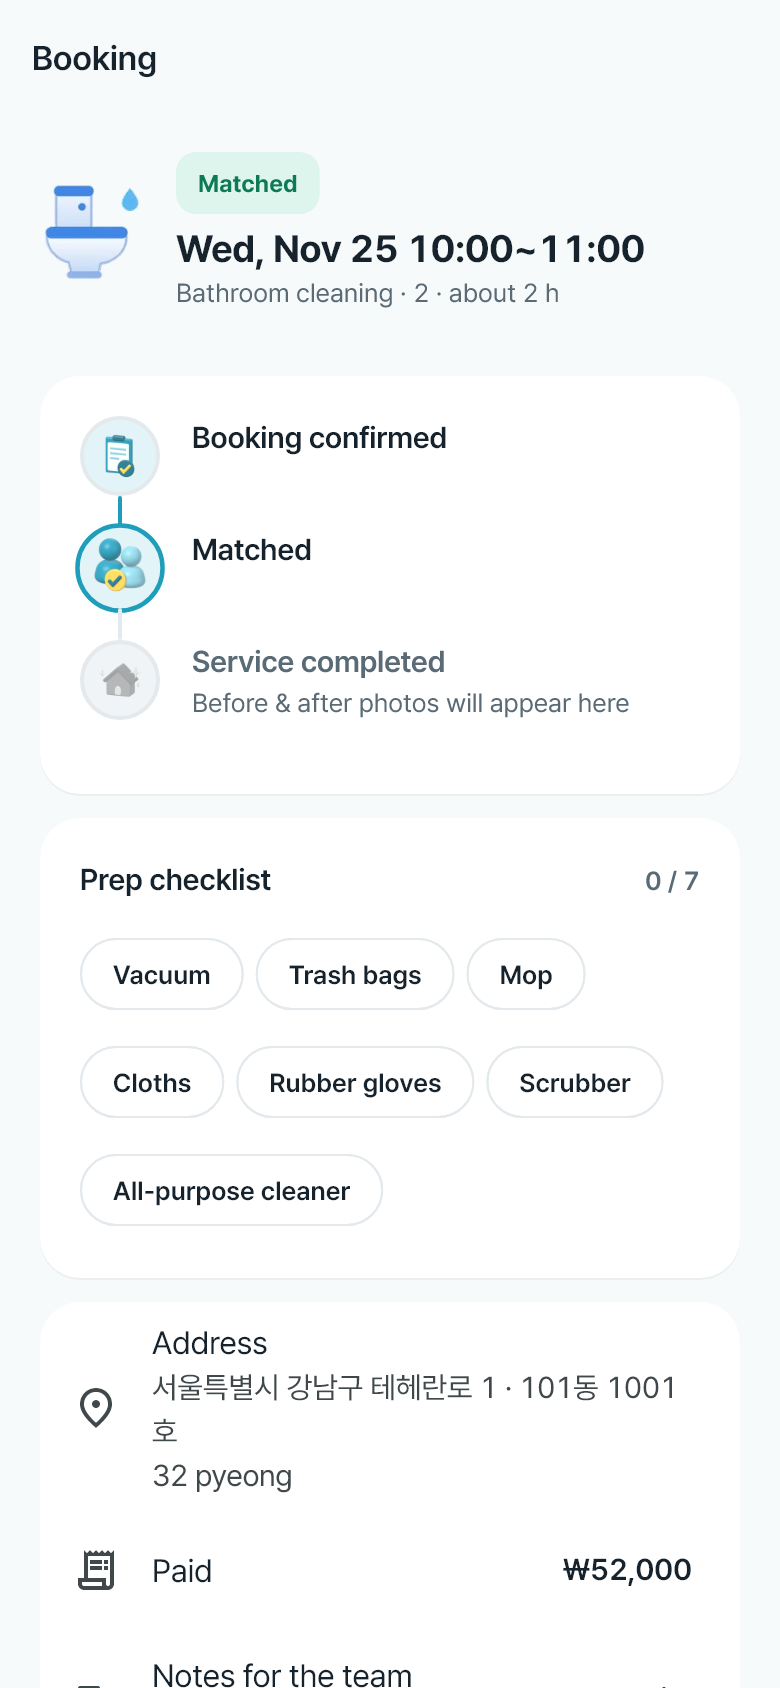 Booking
Matched
Wed, Nov 25 10:00~11:00
Bathroom cleaning · 2 · about 2 h
Booking confirmed
Matched
Service completed
Before & after photos will appear here
Prep checklist
0 / 7
Vacuum
Trash bags
Mop
Cloths
Rubber gloves
Scrubber
All-purpose cleaner
Address
서울특별시 강남구 테헤란로 1 · 101동 1001
호
32 pyeong
Paid
₩52,000
Notes for the team